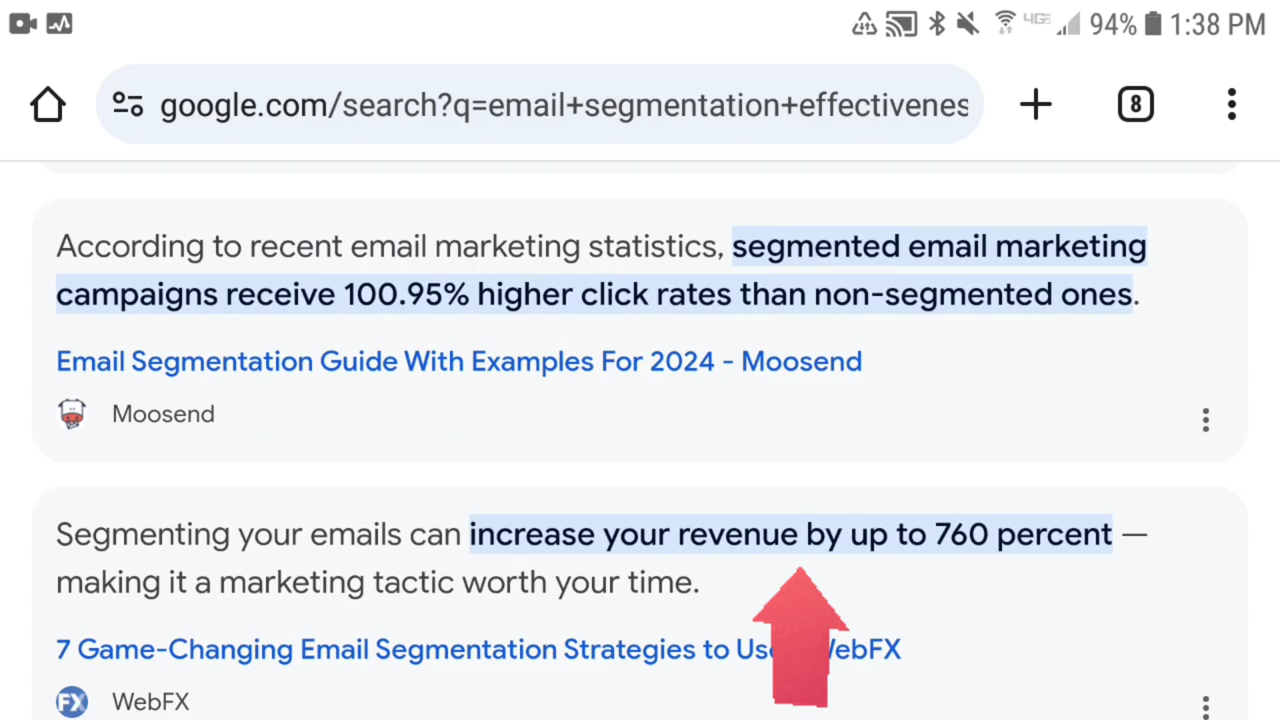 4GE 94% 1:38 PM
google.com/search?q=email+segmentation+effectivenes
8
According to recent email marketing statistics, segmented email marketing
campaigns receive 100.95% higher click rates than non-segmented ones.
Email Segmentation Guide With Examples For 2024 - Moosend
Moosend
Segmenting your emails can increase your revenue by up to 760 percent —
making it a marketing tactic worth your time.
7 Game-Changing Email Segmentation Strategies to
FX WebFX